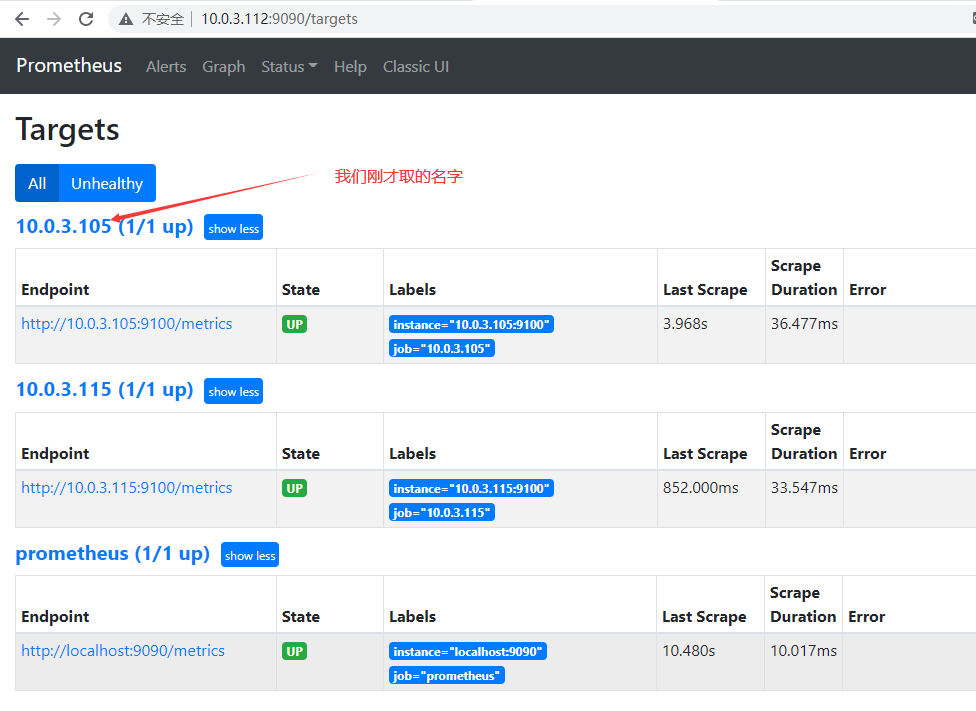 不安全 10.0.3.112:9090/targets
Prometheus Alerts Graph Status Help Classic UI
Targets
All Unhealthy
我们刚才取的名字
10.0.3.105 (1/1 up) show less
Endpoint State Labels Last Scrape Scrape Duration Error
http://10.0.3.105:9100/metrics UP instance="10.0.3.105:9100" 3.968s 36.477ms
job="10.0.3.105"
10.0.3.115 (1/1 up) show less
Endpoint State Labels Last Scrape Scrape Duration Error
http://10.0.3.115:9100/metrics UP instance="10.0.3.115:9100" 852.000ms 33.547ms
job="10.0.3.115"
prometheus (1/1 up) show less
Endpoint State Labels Last Scrape Scrape Duration Error
http://localhost:9090/metrics UP instance="localhost:9090" 10.480s 10.017ms
job="prometheus"